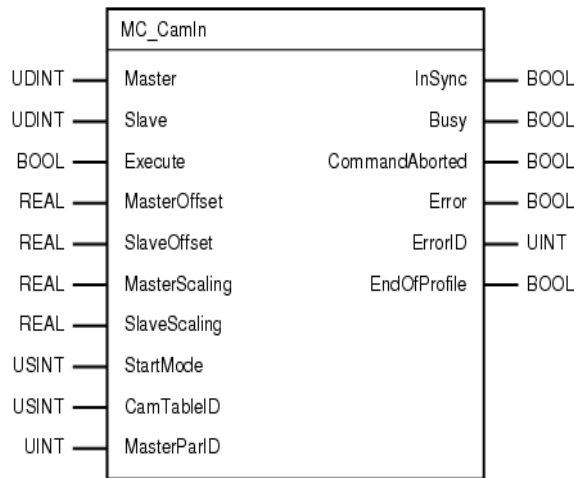 MC_CamIn
UDINT Master InSync BOOL
UDINT Slave Busy BOOL
BOOL Execute CommandAborted BOOL
REAL MasterOffset Error BOOL
REAL SlaveOffset ErrorID UINT
REAL MasterScaling EndOfProfile BOOL
REAL SlaveScaling
USINT StartMode
USINT CamTableID
UINT MasterParID